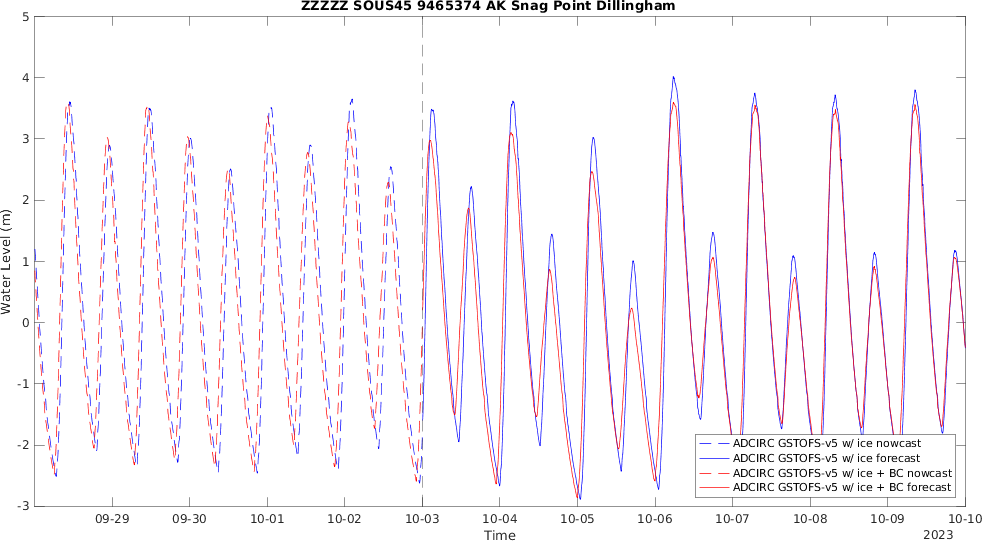 ZZZZZ SOUS45 9465374 AK Snag Point Dillingham
5
4
3
2
1
0
-1
-2
-3
Water Level (m)
ADCIRC GSTOFS-v5 w/ ice nowcast
ADCIRC GSTOFS-v5 w/ ice forecast
ADCIRC GSTOFS-v5 w/ ice + BC nowcast
ADCIRC GSTOFS-v5 w/ ice + BC forecast
09-29 09-30 10-01 10-02 10-03 10-04 10-05 10-06 10-07 10-08 10-09 10-10
Time
2023